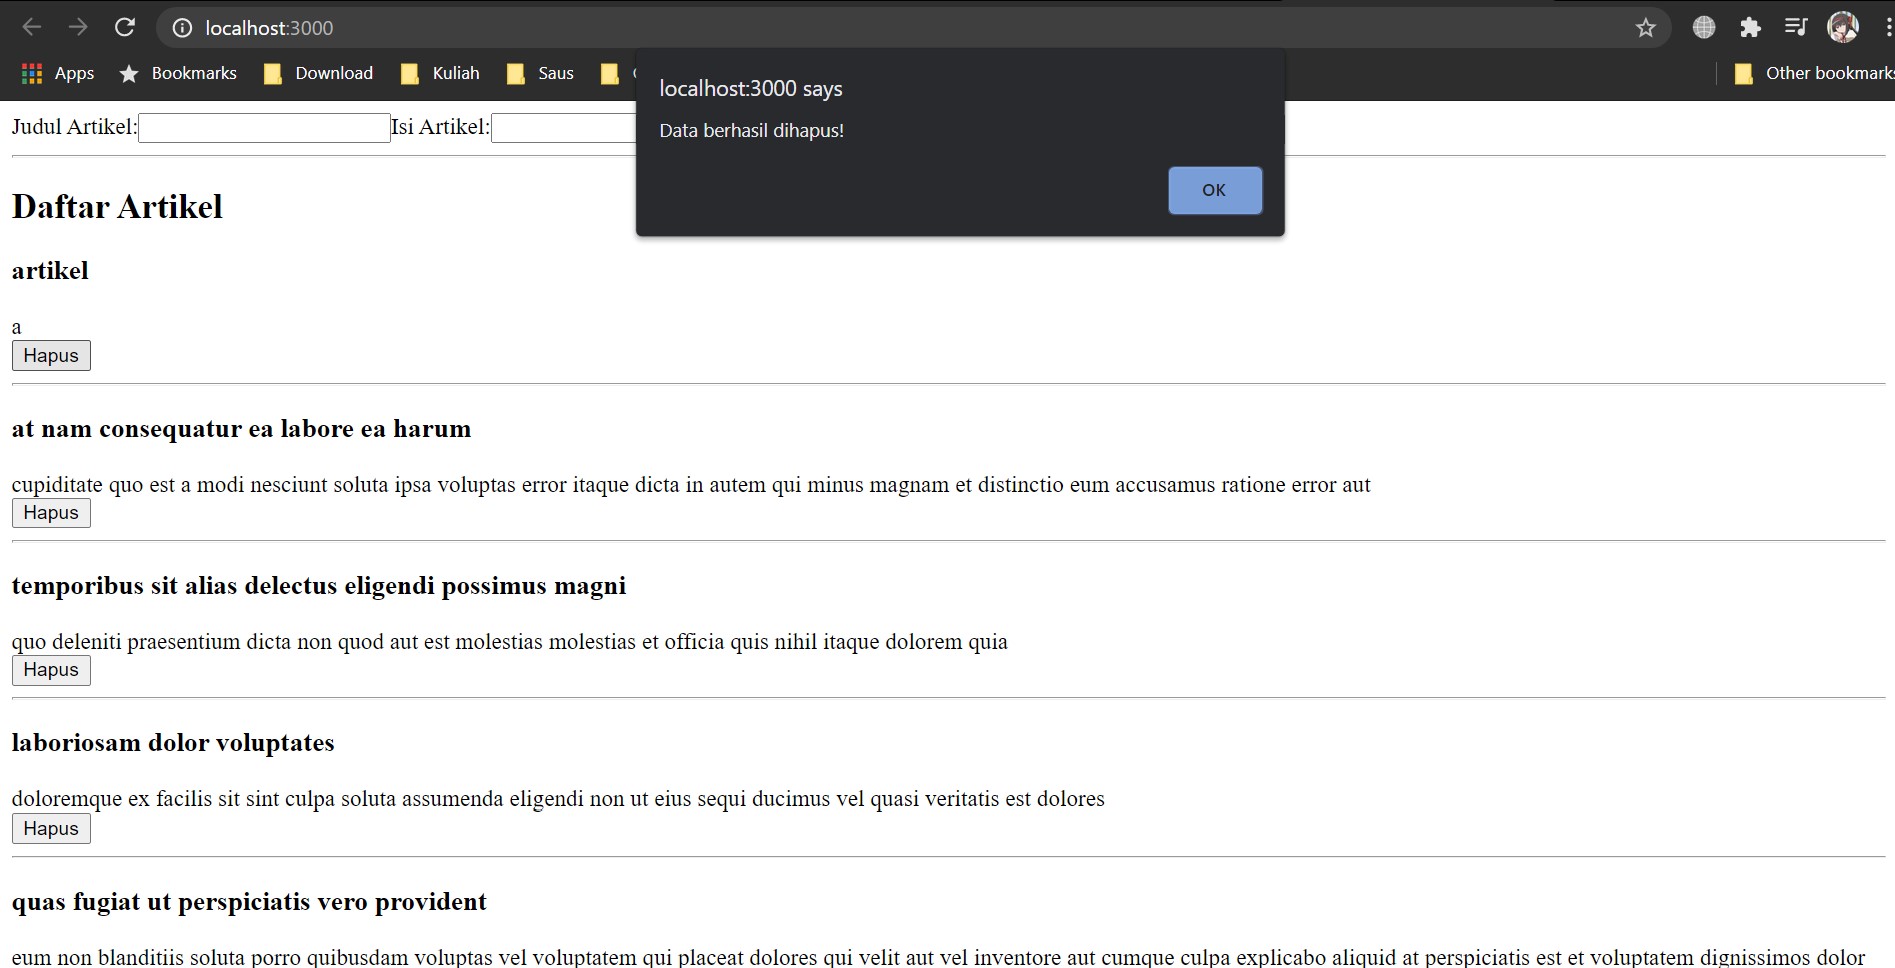 localhost:3000
Apps Bookmarks Download Kuliah Saus Other bookmarks
localhost:3000 says
Data berhasil dihapus!
OK
Judul Artikel: Isi Artikel:
Daftar Artikel
artikel
a
Hapus
at nam consequatur ea labore ea harum
cupiditate quo est a modi nesciunt soluta ipsa voluptas error itaque dicta in autem qui minus magnam et distinctio eum accusamus ratione error aut
Hapus
temporibus sit alias delectus eligendi possimus magni
quo deleniti praesentium dicta non quod aut est molestias molestias et officia quis nihil itaque dolorem quia
Hapus
laboriosam dolor voluptates
doloremque ex facilis sit sint culpa soluta assumenda eligendi non ut eius sequi ducimus vel quasi veritatis est dolores
Hapus
quas fugiat ut perspiciatis vero provident
eum non blanditiis soluta porro quibusdam voluptas vel voluptatem qui placeat dolores qui velit aut vel inventore aut cumque culpa explicabo aliquid at perspiciatis est et voluptatem dignissimos dolor